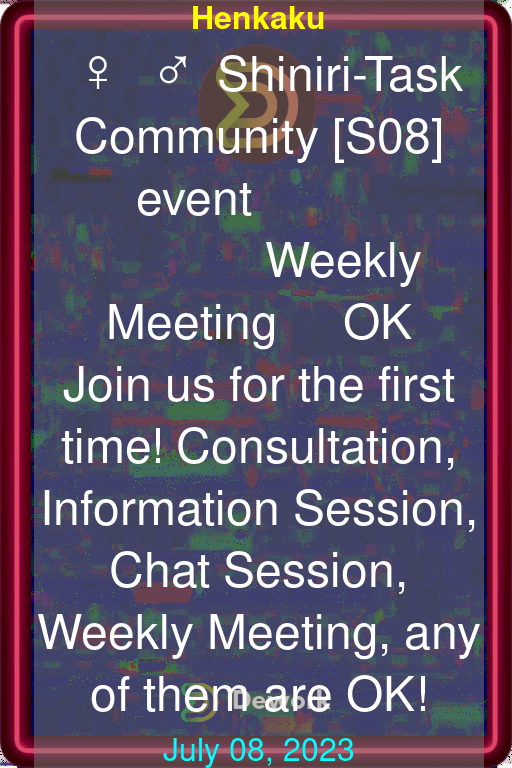 Henkaku
♀ ♂ Shiniri-Task
Community [S08]
event
Weekly
Meeting OK
Join us for the first
time! Consultation,
Information Session,
Chat Session,
Weekly Meeting, any
of them are OK!
Dework
July 08, 2023